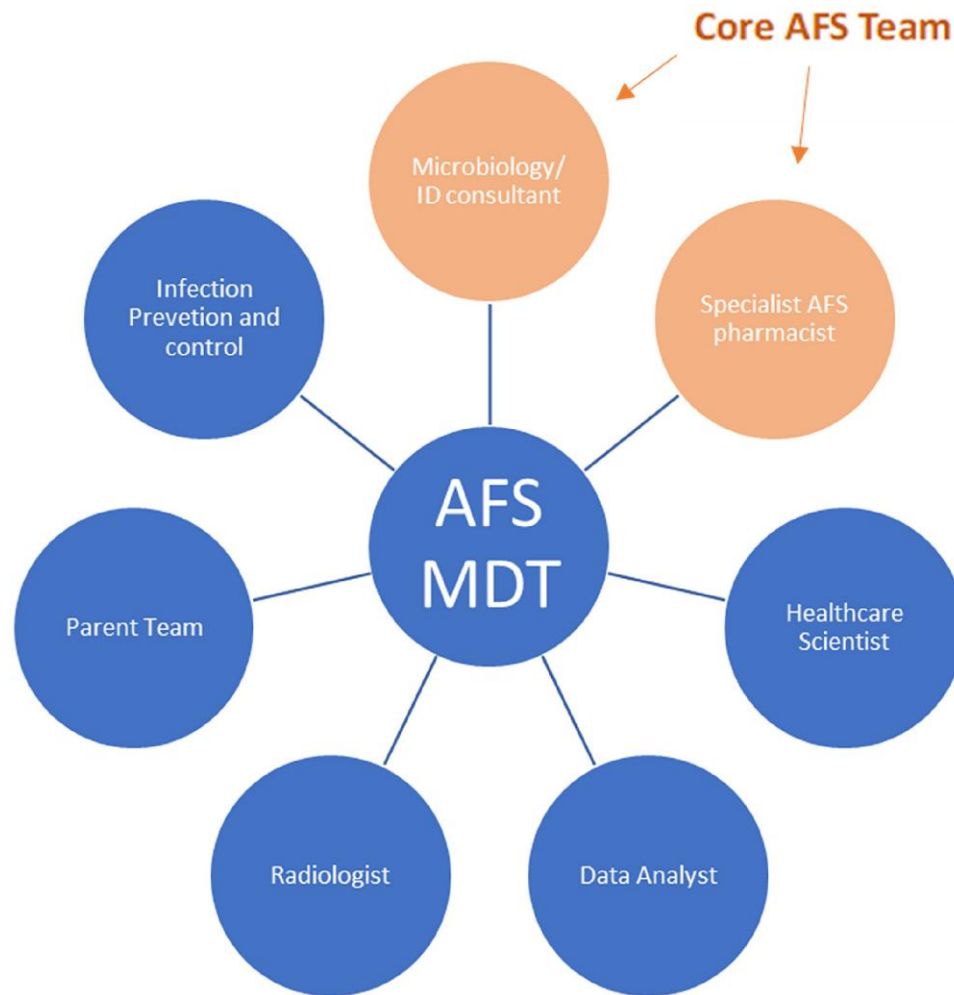 Core AFS Team
Microbiology/
ID consultant
Specialist AFS
pharmacist
Healthcare
Scientist
Data Analyst
Radiologist
Parent Team
Infection
Prevetion and
control
AFS
MDT